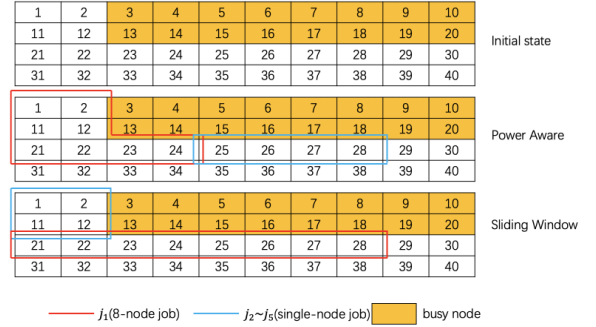 1 2 3 4 5 6 7 8 9 10
11 12 13 14 15 16 17 18 19 20
21 22 23 24 25 26 27 28 29 30
31 32 33 34 35 36 37 38 39 40
Initial state
1 2 3 4 5 6 7 8 9 10
11 12 13 14 15 16 17 18 19 20
21 22 23 24 25 26 27 28 29 30
31 32 33 34 35 36 37 38 39 40
Power Aware
1 2 3 4 5 6 7 8 9 10
11 12 13 14 15 16 17 18 19 20
21 22 23 24 25 26 27 28 29 30
31 32 33 34 35 36 37 38 39 40
Sliding Window
j₁(8-node job) j₂~j₅(single-node job) busy node